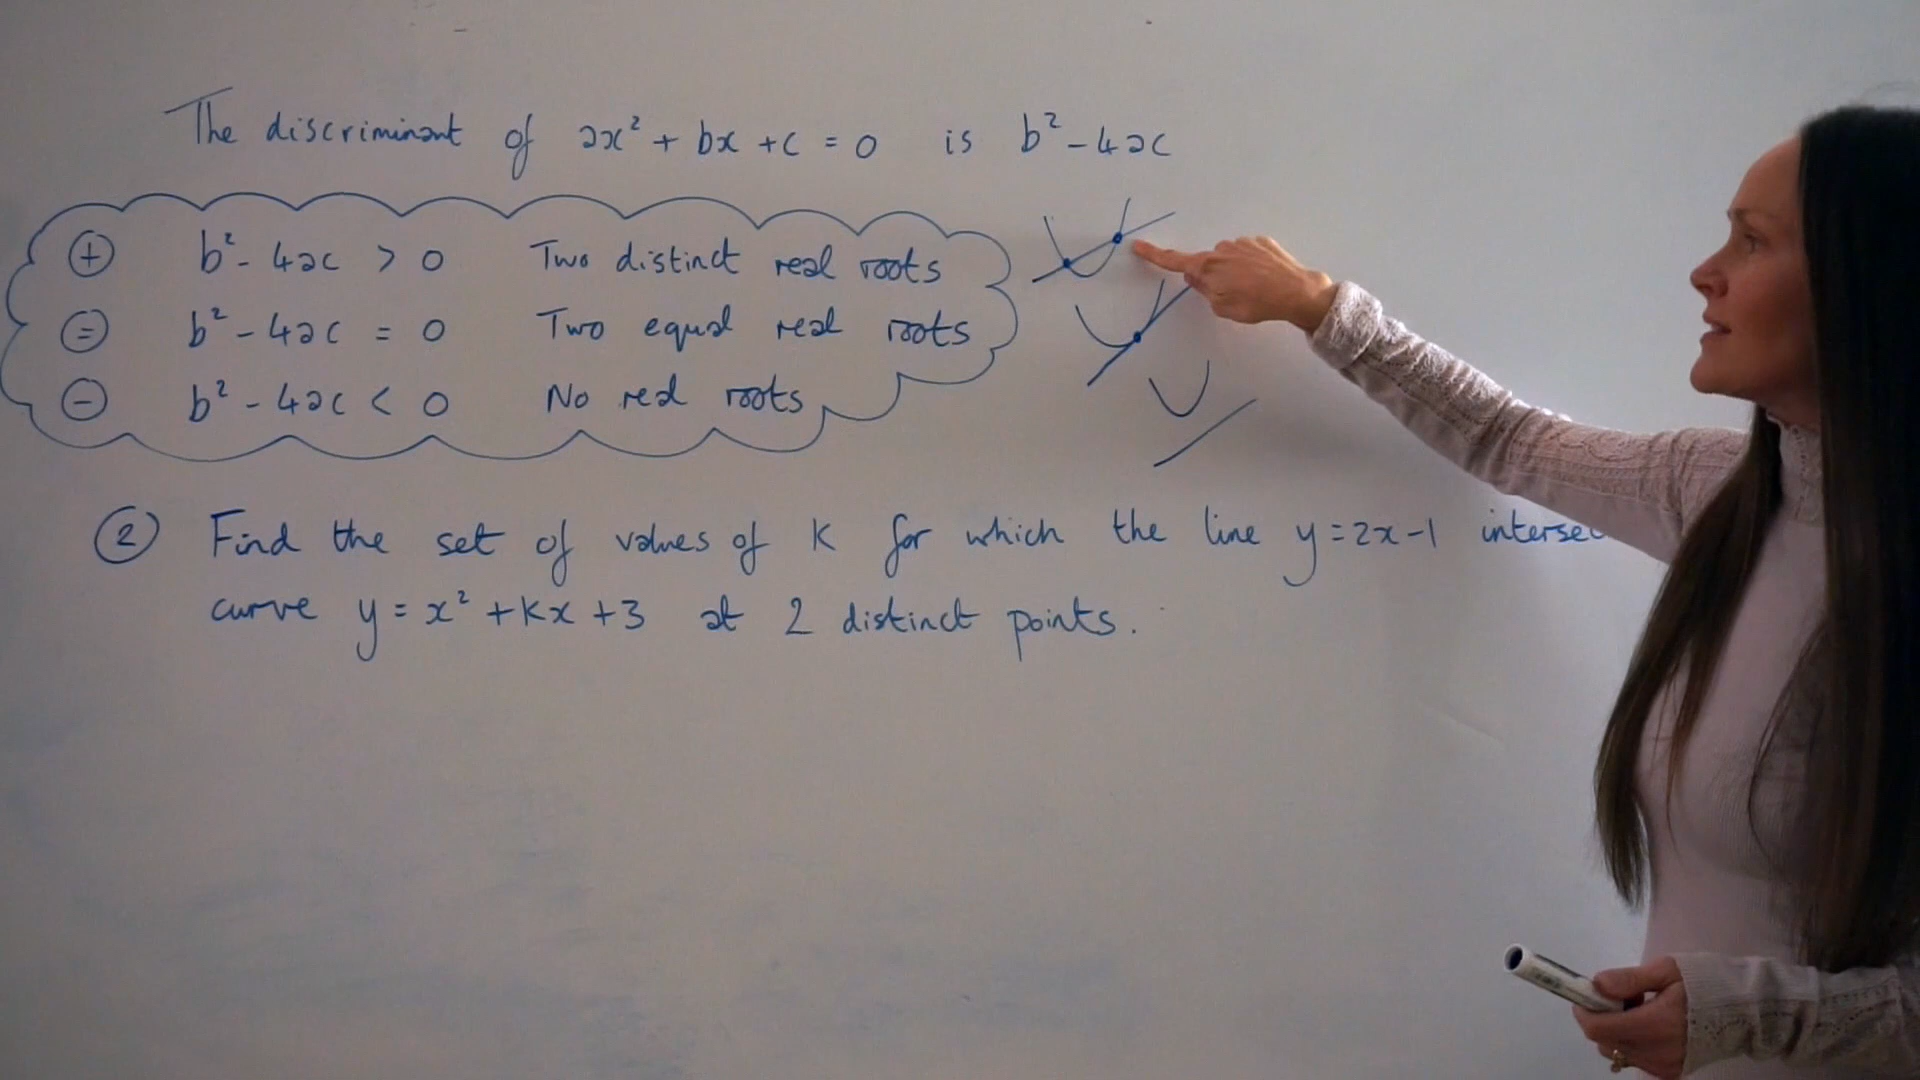 The discriminant of ax² + bx + c = 0 is b² - 4ac
+ b² - 4ac > 0 Two distinct real roots
= b² - 4ac = 0 Two equal real roots
- b² - 4ac < 0 No real roots
2 Find the set of values of k for which the line y = 2x - 1
curve y = x² + kx + 3 at 2 distinct points.